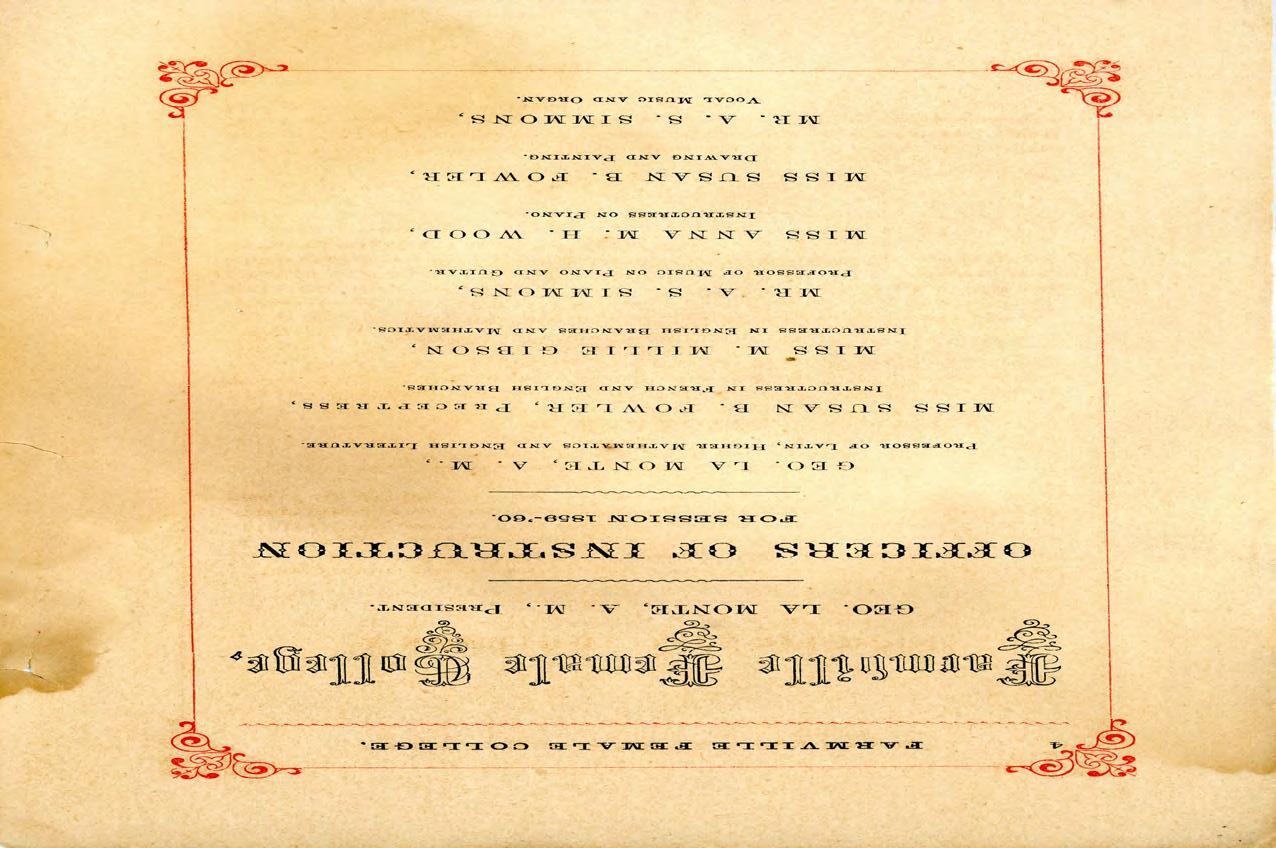 4 FARMVILLE FEMALE COLLEGE.
Farmville Female College,
GEO. LA MONTE, A. M., PRESIDENT.
OFFICERS OF INSTRUCTION
FOR SESSION 1859-'60.
GEO. LA MONTE, A. M.,
PROFESSOR OF LATIN, HIGHER MATHEMATICS AND ENGLISH LITERATURE.
MISS SUSAN B. FOWLER, PRECEPTRESS,
INSTRUCTRESS IN FRENCH AND ENGLISH BRANCHES.
MISS M. MILLIE GIBSON,
INSTRUCTRESS IN ENGLISH BRANCHES AND MATHEMATICS.
MR. A. S. SIMMONS,
PROFESSOR OF MUSIC ON PIANO AND GUITAR.
MISS ANNA M. H. WOOD,
INSTRUCTRESS ON PIANO.
MISS SUSAN B. FOWLER,
DRAWING AND PAINTING.
MR. A. S. SIMMONS,
VOCAL MUSIC AND ORGAN.